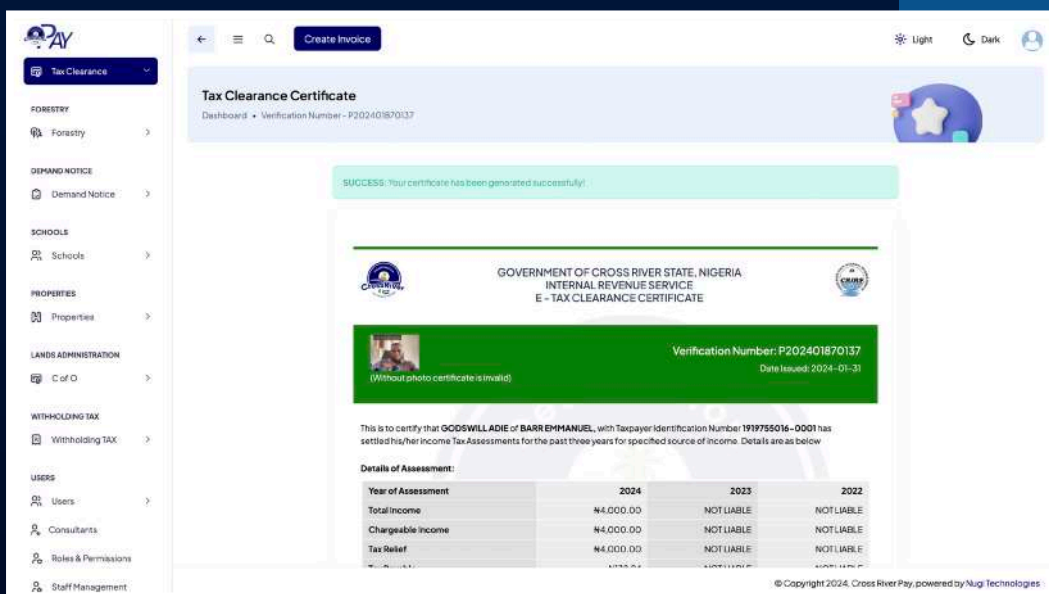 PAY
Create Invoice
Light
Dark
Tax Clearance
FORESTRY
Forestry
DEMAND NOTICE
Demand Notice
SCHOOLS
Schools
PROPERTIES
Properties
LANDS ADMINISTRATION
C of O
WITHHOLDING TAX
Withholding TAX
USERS
Users
Consultants
Roles & Permissions
Staff Management
Tax Clearance Certificate
Dashboard • Verification Number - P202401870137
SUCCESS: Your certificate has been generated successfully!
GOVERNMENT OF CROSS RIVER STATE, NIGERIA
INTERNAL REVENUE SERVICE
E - TAX CLEARANCE CERTIFICATE
(Without photo certificate is invalid)
Verification Number: P202401870137
Date Issued: 2024-01-31
This is to certify that GODSWILL ADIE of BARR EMMANUEL, with Taxpayer Identification Number 1919755016-0001 has
settled his/her income Tax Assessments for the past three years for specified source of income. Details are as below
Details of Assessment:
Year of Assessment 2024 2023 2022
Total Income ₦4,000.00 NOT LIABLE NOT LIABLE
Chargeable Income ₦4,000.00 NOT LIABLE NOT LIABLE
Tax Relief ₦4,000.00 NOT LIABLE NOT LIABLE
© Copyright 2024, Cross River Pay, powered by Nugi Technologies